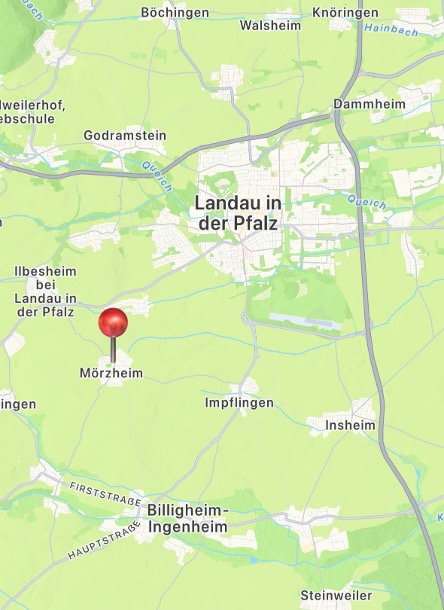 Böchingen
Knöringen
Walsheim
Hainbach
bach
lweilerhof,
ebschule
Dammheim
Godramstein
Queich
Landau in
der Pfalz
Queich
Ilbesheim
bei
Landau in
der Pfalz
Mörzheim
ingen
Impflingen
Insheim
FIRSTSTRAẞE
Billigheim-
Ingenheim
HAUPTSTRAẞE
K
Steinweiler